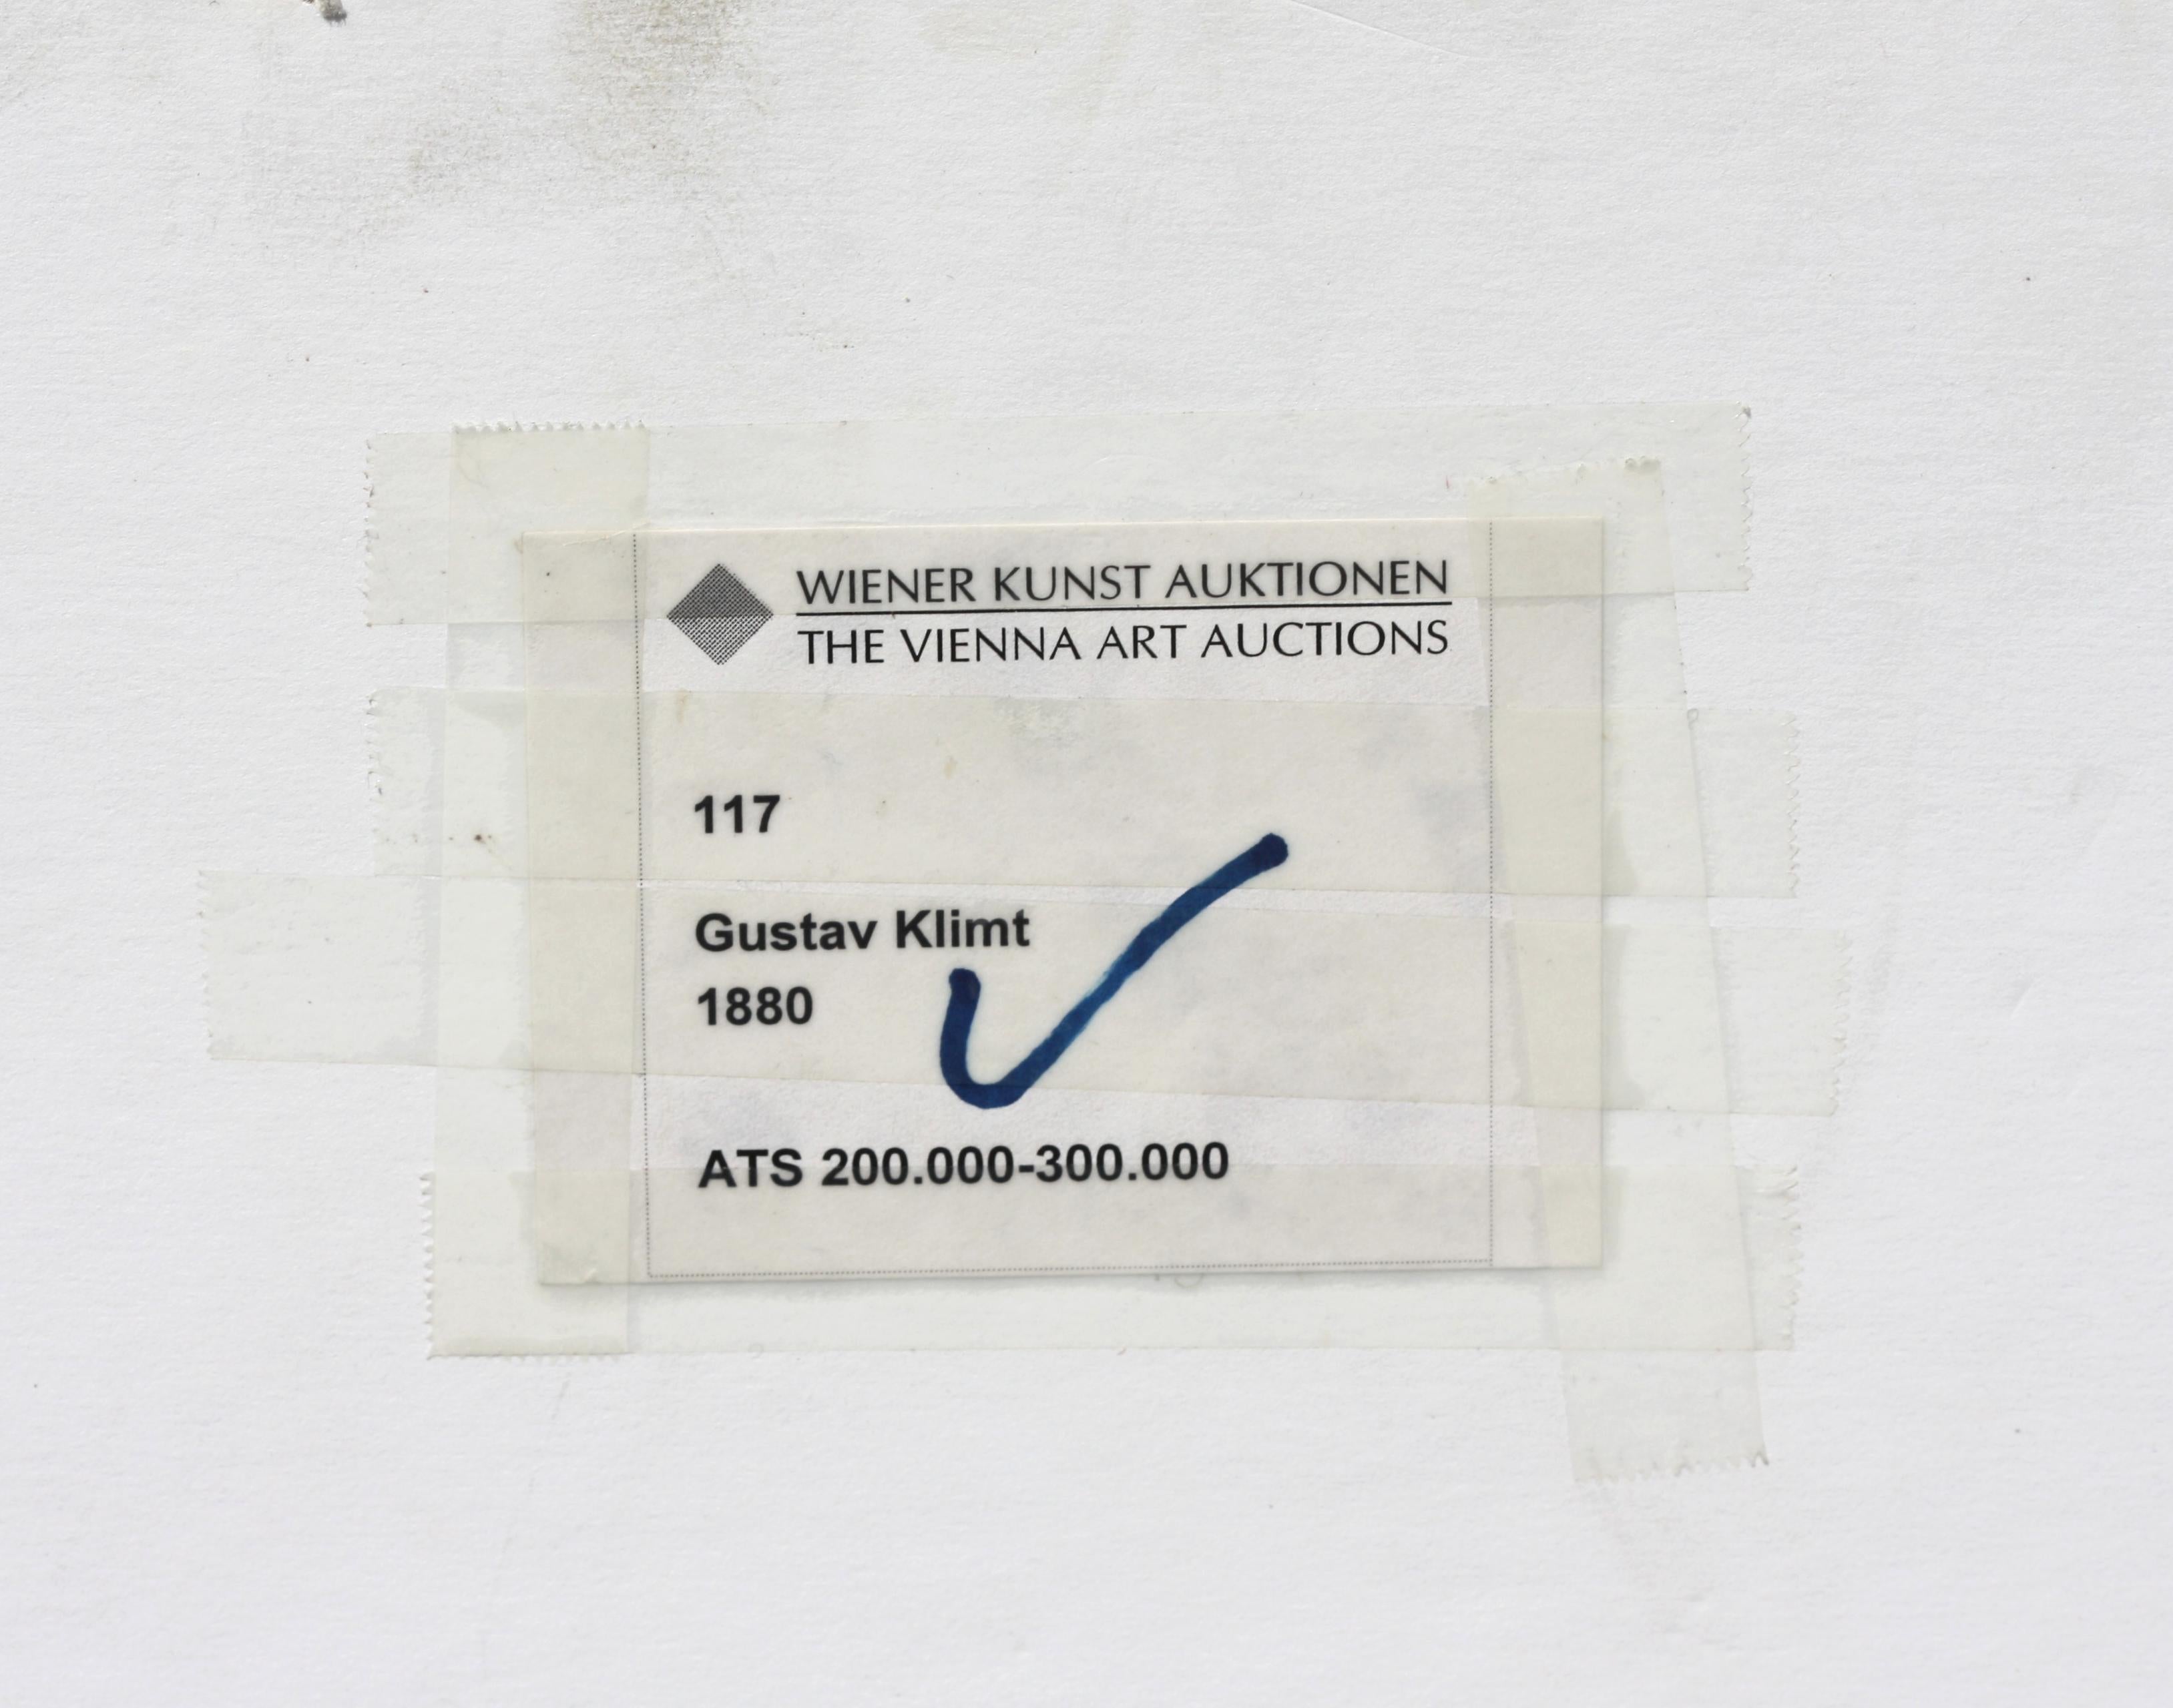 WIENER KUNST AUKTIONEN
THE VIENNA ART AUCTIONS
117
Gustav Klimt
1880
ATS 200.000-300.000